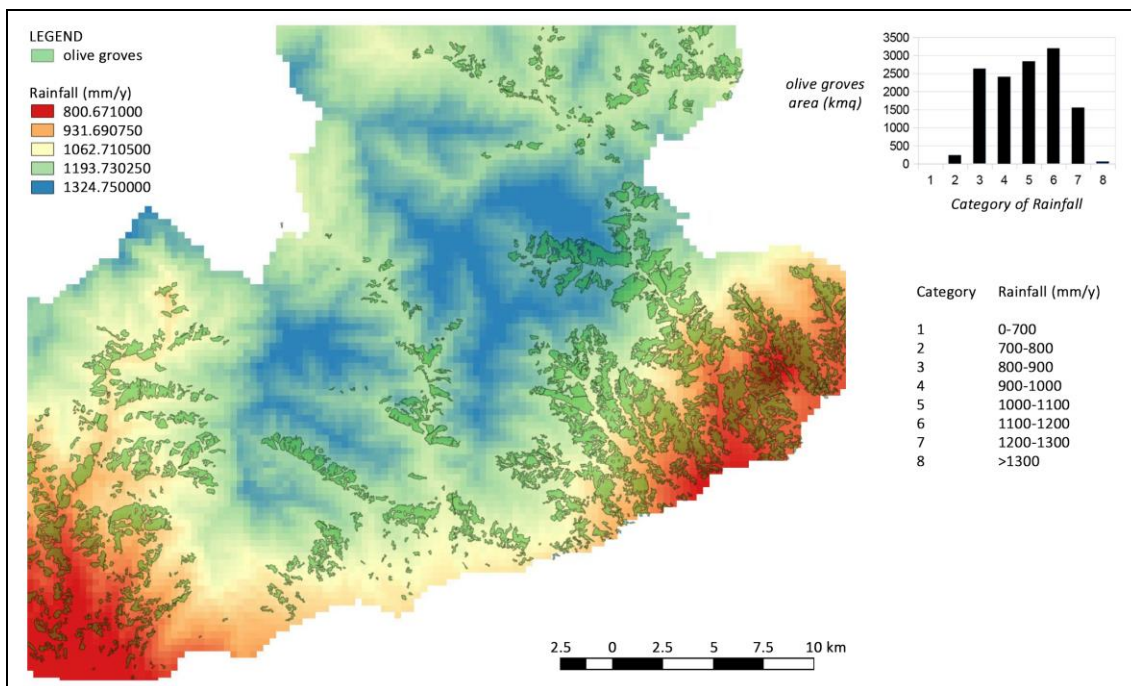 LEGEND
olive groves
Rainfall (mm/y)
800.671000
931.690750
1062.710500
1193.730250
1324.750000
olive groves
area (kmq)
3500
3000
2500
2000
1500
1000
500
0
1 2 3 4 5 6 7 8
Category of Rainfall
Category Rainfall (mm/y)
1 0-700
2 700-800
3 800-900
4 900-1000
5 1000-1100
6 1100-1200
7 1200-1300
8 >1300
2.5 0 2.5 5 7.5 10 km